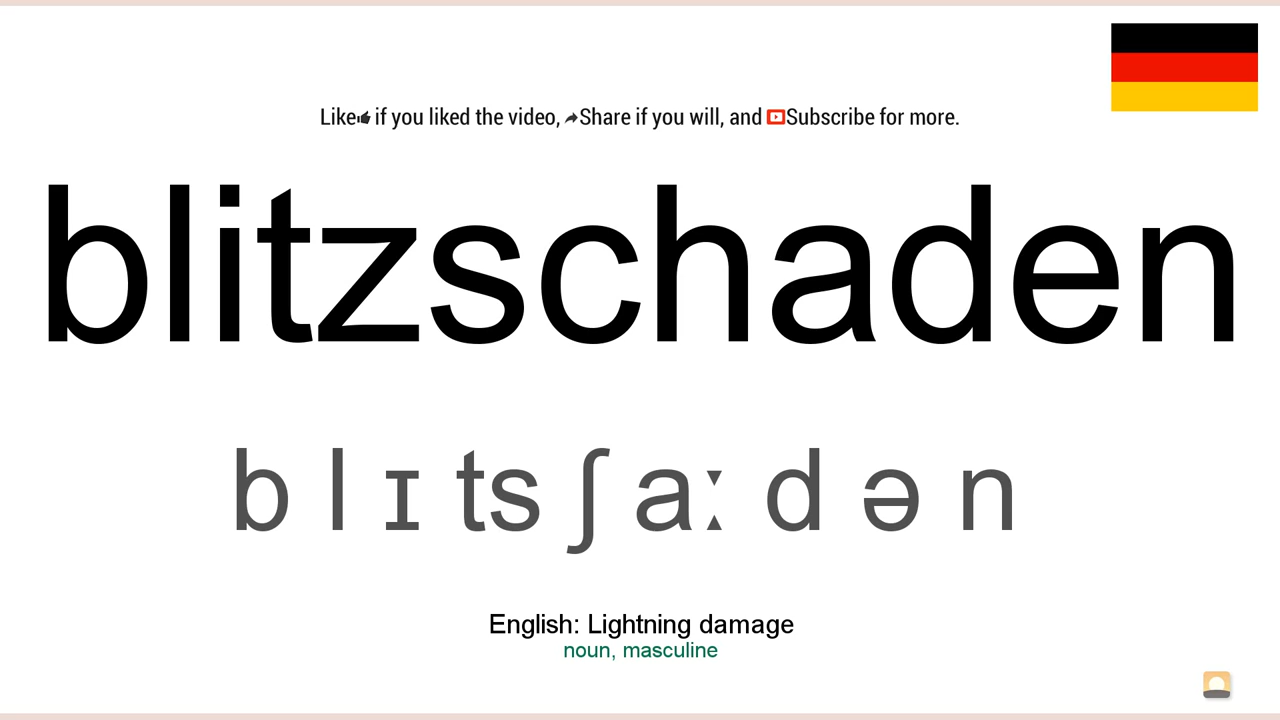 Like if you liked the video, Share if you will, and Subscribe for more.
blitzschaden
b l ɪ ts ʃ aː d ə n
English: Lightning damage
noun, masculine